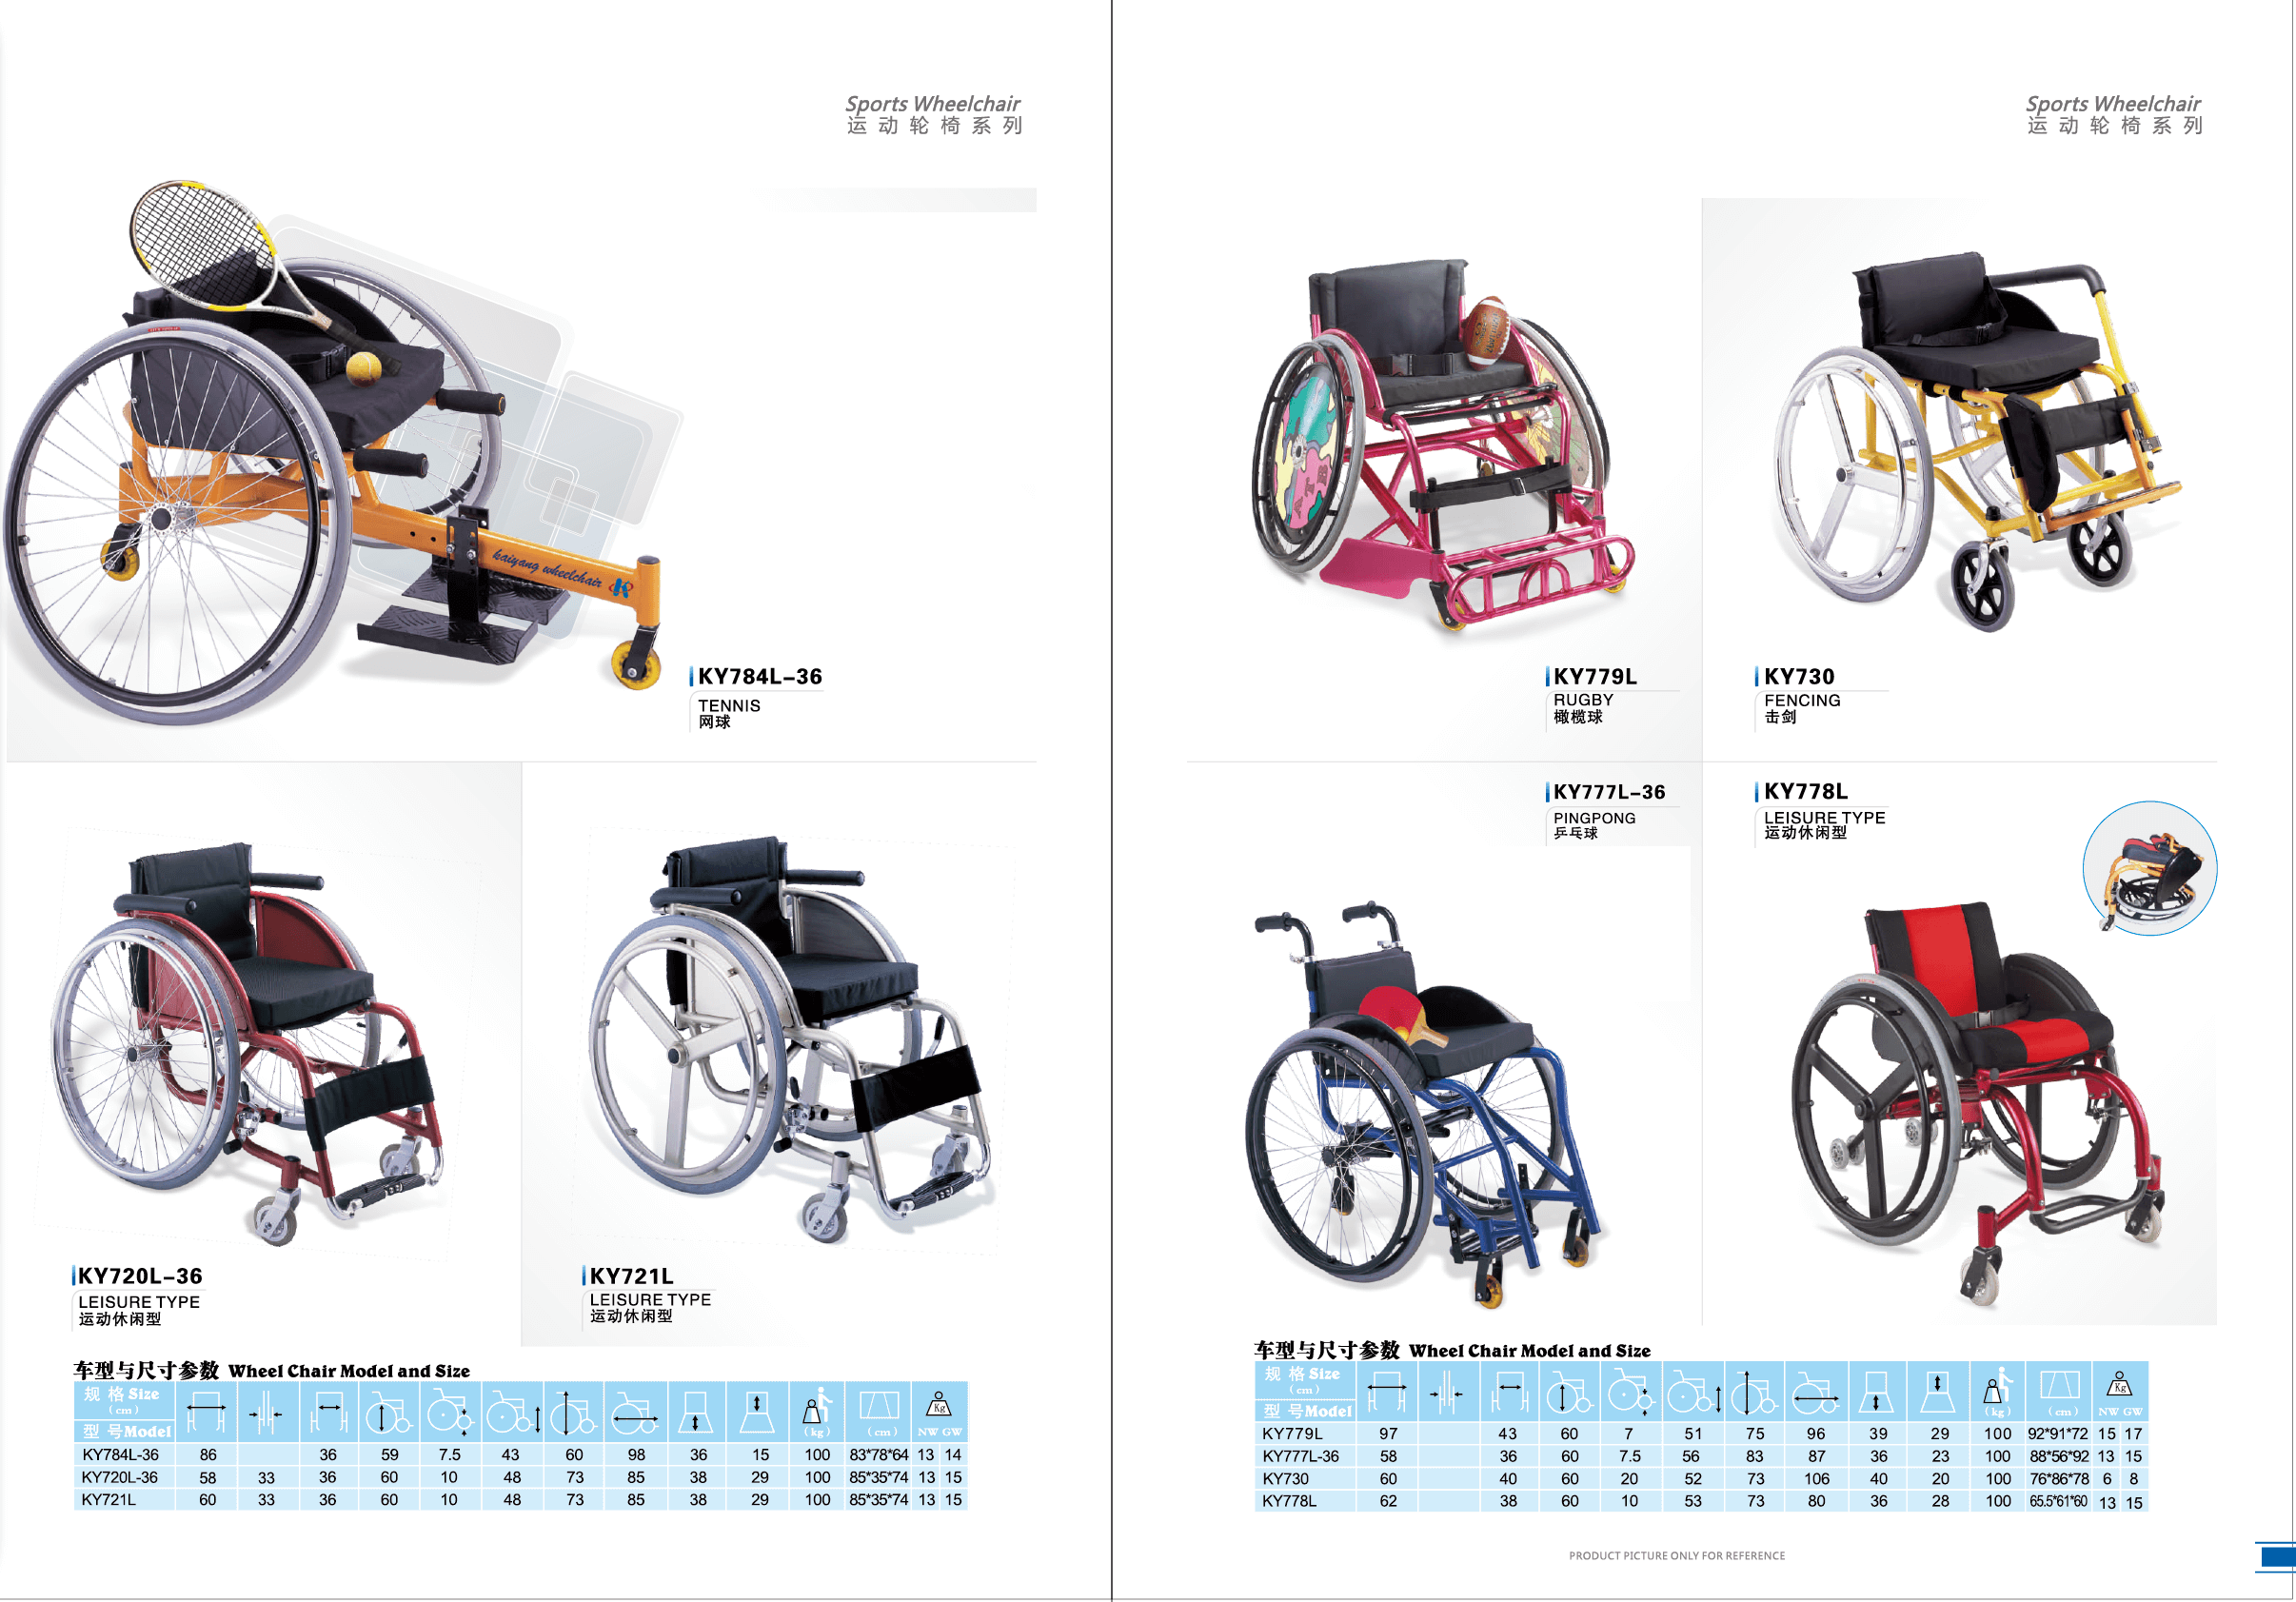 Sports Wheelchair
运动轮椅系列
kaiyang wheelchair
KY784L-36
TENNIS
网球
KY720L-36
LEISURE TYPE
运动休闲型
KY721L
LEISURE TYPE
运动休闲型
车型与尺寸参数 Wheel Chair Model and Size
规格 Size
(cm)
型号Model
(kg) (cm) Kg NW GW
KY784L-36 86 36 59 7.5 43 60 98 36 15 100 83*78*64 13 14
KY720L-36 58 33 36 60 10 48 73 85 38 29 100 85*35*74 13 15
KY721L 60 33 36 60 10 48 73 85 38 29 100 85*35*74 13 15
Sports Wheelchair
运动轮椅系列
KY779L
RUGBY
橄榄球
KY730
FENCING
击剑
KY777L-36
PINGPONG
乒乓球
KY778L
LEISURE TYPE
运动休闲型
车型与尺寸参数 Wheel Chair Model and Size
规格 Size
(cm)
型号Model
(kg) (cm) Kg NW GW
KY779L 97 43 60 7 51 75 96 39 29 100 92*91*72 15 17
KY777L-36 58 36 60 7.5 56 83 87 36 23 100 88*56*92 13 15
KY730 60 40 60 20 52 73 106 40 20 100 76*86*78 6 8
KY778L 62 38 60 10 53 73 80 36 28 100 65.5*61*60 13 15
PRODUCT PICTURE ONLY FOR REFERENCE